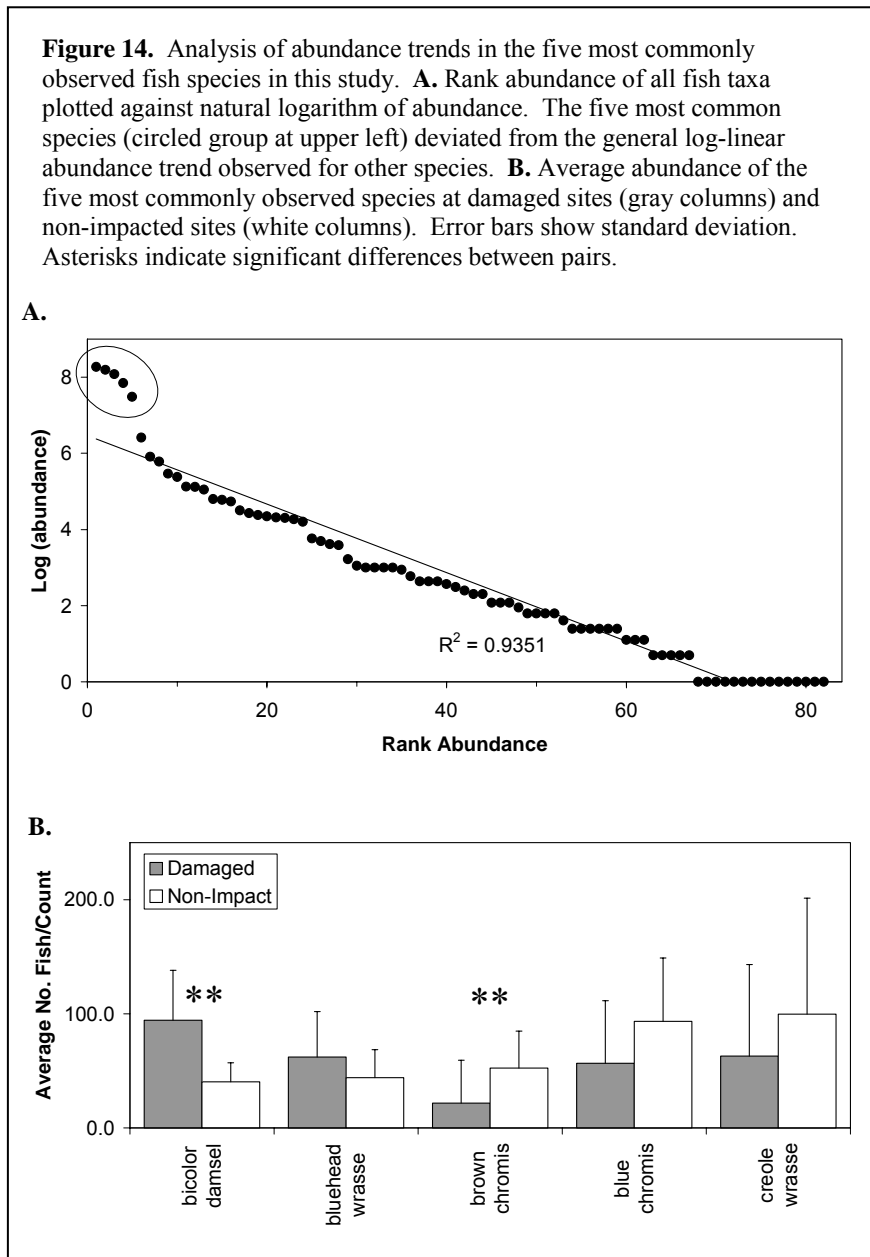 Figure 14. Analysis of abundance trends in the five most commonly
observed fish species in this study. A. Rank abundance of all fish taxa
plotted against natural logarithm of abundance. The five most common
species (circled group at upper left) deviated from the general log-linear
abundance trend observed for other species. B. Average abundance of the
five most commonly observed species at damaged sites (gray columns) and
non-impacted sites (white columns). Error bars show standard deviation.
Asterisks indicate significant differences between pairs.
A.
8
6
4
2
0
Log (abundance)
R² = 0.9351
0 20 40 60 80
Rank Abundance
B.
Damaged
Non-Impact
200.0
100.0
0.0
Average No. Fish/Count
** **
bicolor
damsel
bluehead
wrasse
brown
chromis
blue
chromis
creole
wrasse